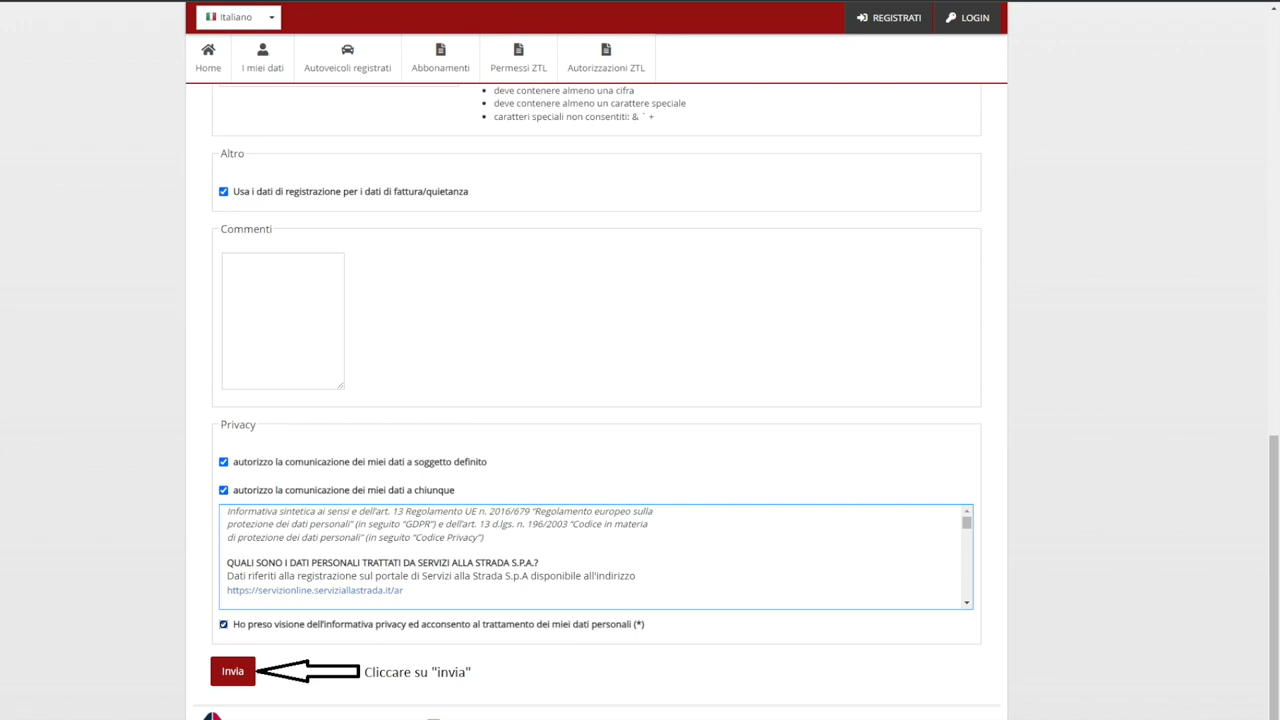 Italiano
REGISTRATI
LOGIN
Home
I miei dati
Autoveicoli registrati
Abbonamenti
Permessi ZTL
Autorizzazioni ZTL
• deve contenere almeno una cifra
• deve contenere almeno un carattere speciale
• caratteri speciali non consentiti: & ` +
Altro
Usa i dati di registrazione per i dati di fattura/quietanza
Commenti
Privacy
autorizzo la comunicazione dei miei dati a soggetto definito
autorizzo la comunicazione dei miei dati a chiunque
Informativa sintetica ai sensi e dell'art. 13 Regolamento UE n. 2016/679 “Regolamento europeo sulla
protezione dei dati personali” (in seguito “GDPR”) e dell'art. 13 d.lgs. n. 196/2003 “Codice in materia
di protezione dei dati personali” (in seguito “Codice Privacy”)
QUALI SONO I DATI PERSONALI TRATTATI DA SERVIZI ALLA STRADA S.P.A.?
Dati riferiti alla registrazione sul portale di Servizi alla Strada S.p.A disponibile all'indirizzo
https://servizionline.serviziallastrada.it/ar
Ho preso visione dell'informativa privacy ed acconsento al trattamento dei miei dati personali (*)
Invia
Cliccare su "invia"